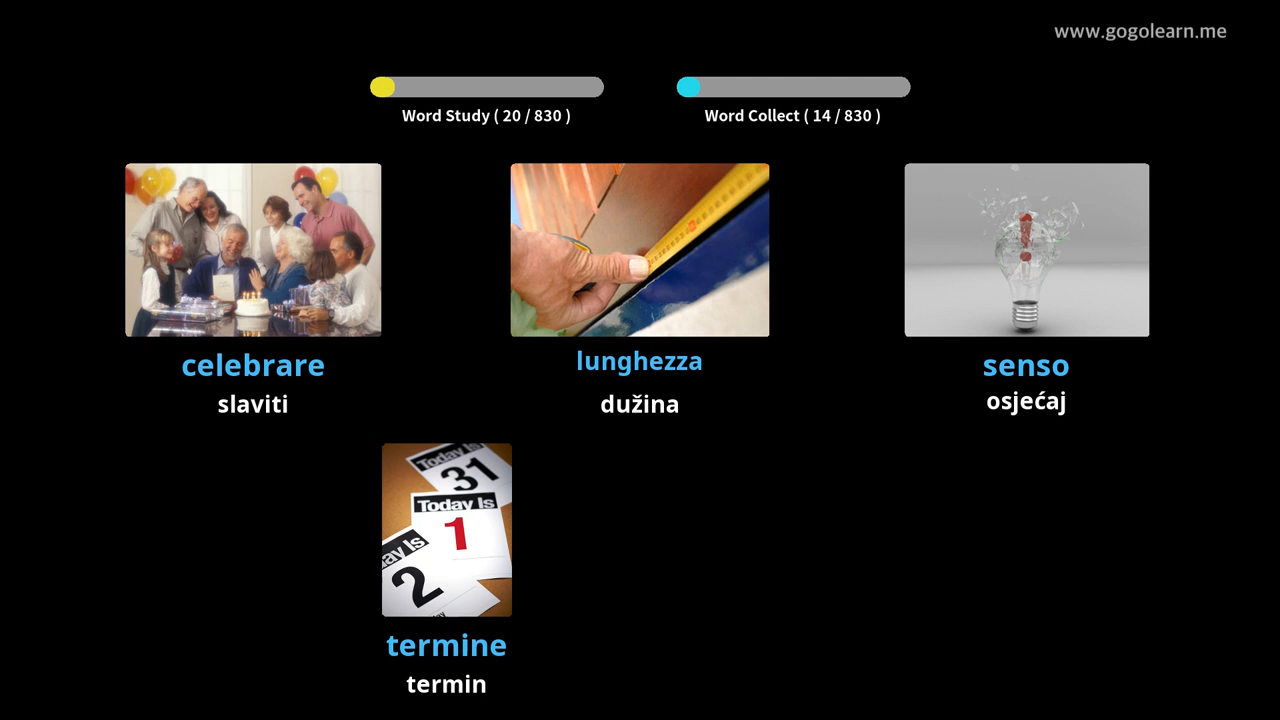 www.gogolearn.me
Word Study ( 20 / 830 )
Word Collect ( 14 / 830 )
celebrare
lunghezza
senso
slaviti
dužina
osjećaj
Today Is
31
Today Is
1
ay Is
2
termine
termin